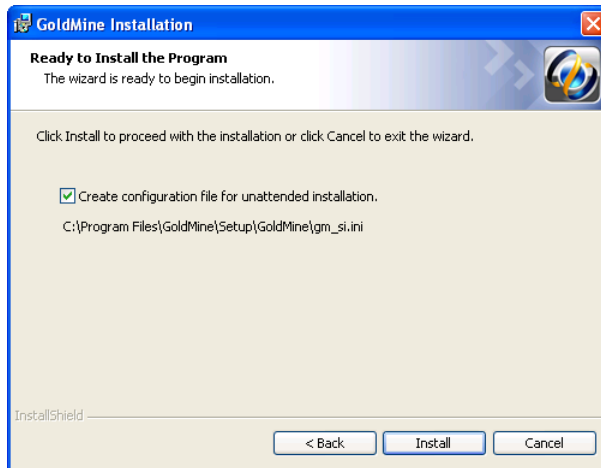 GoldMine Installation
Ready to Install the Program
The wizard is ready to begin installation.
Click Install to proceed with the installation or click Cancel to exit the wizard.
Create configuration file for unattended installation.
C:\Program Files\GoldMine\Setup\GoldMine\gm_si.ini
InstallShield
< Back Install Cancel